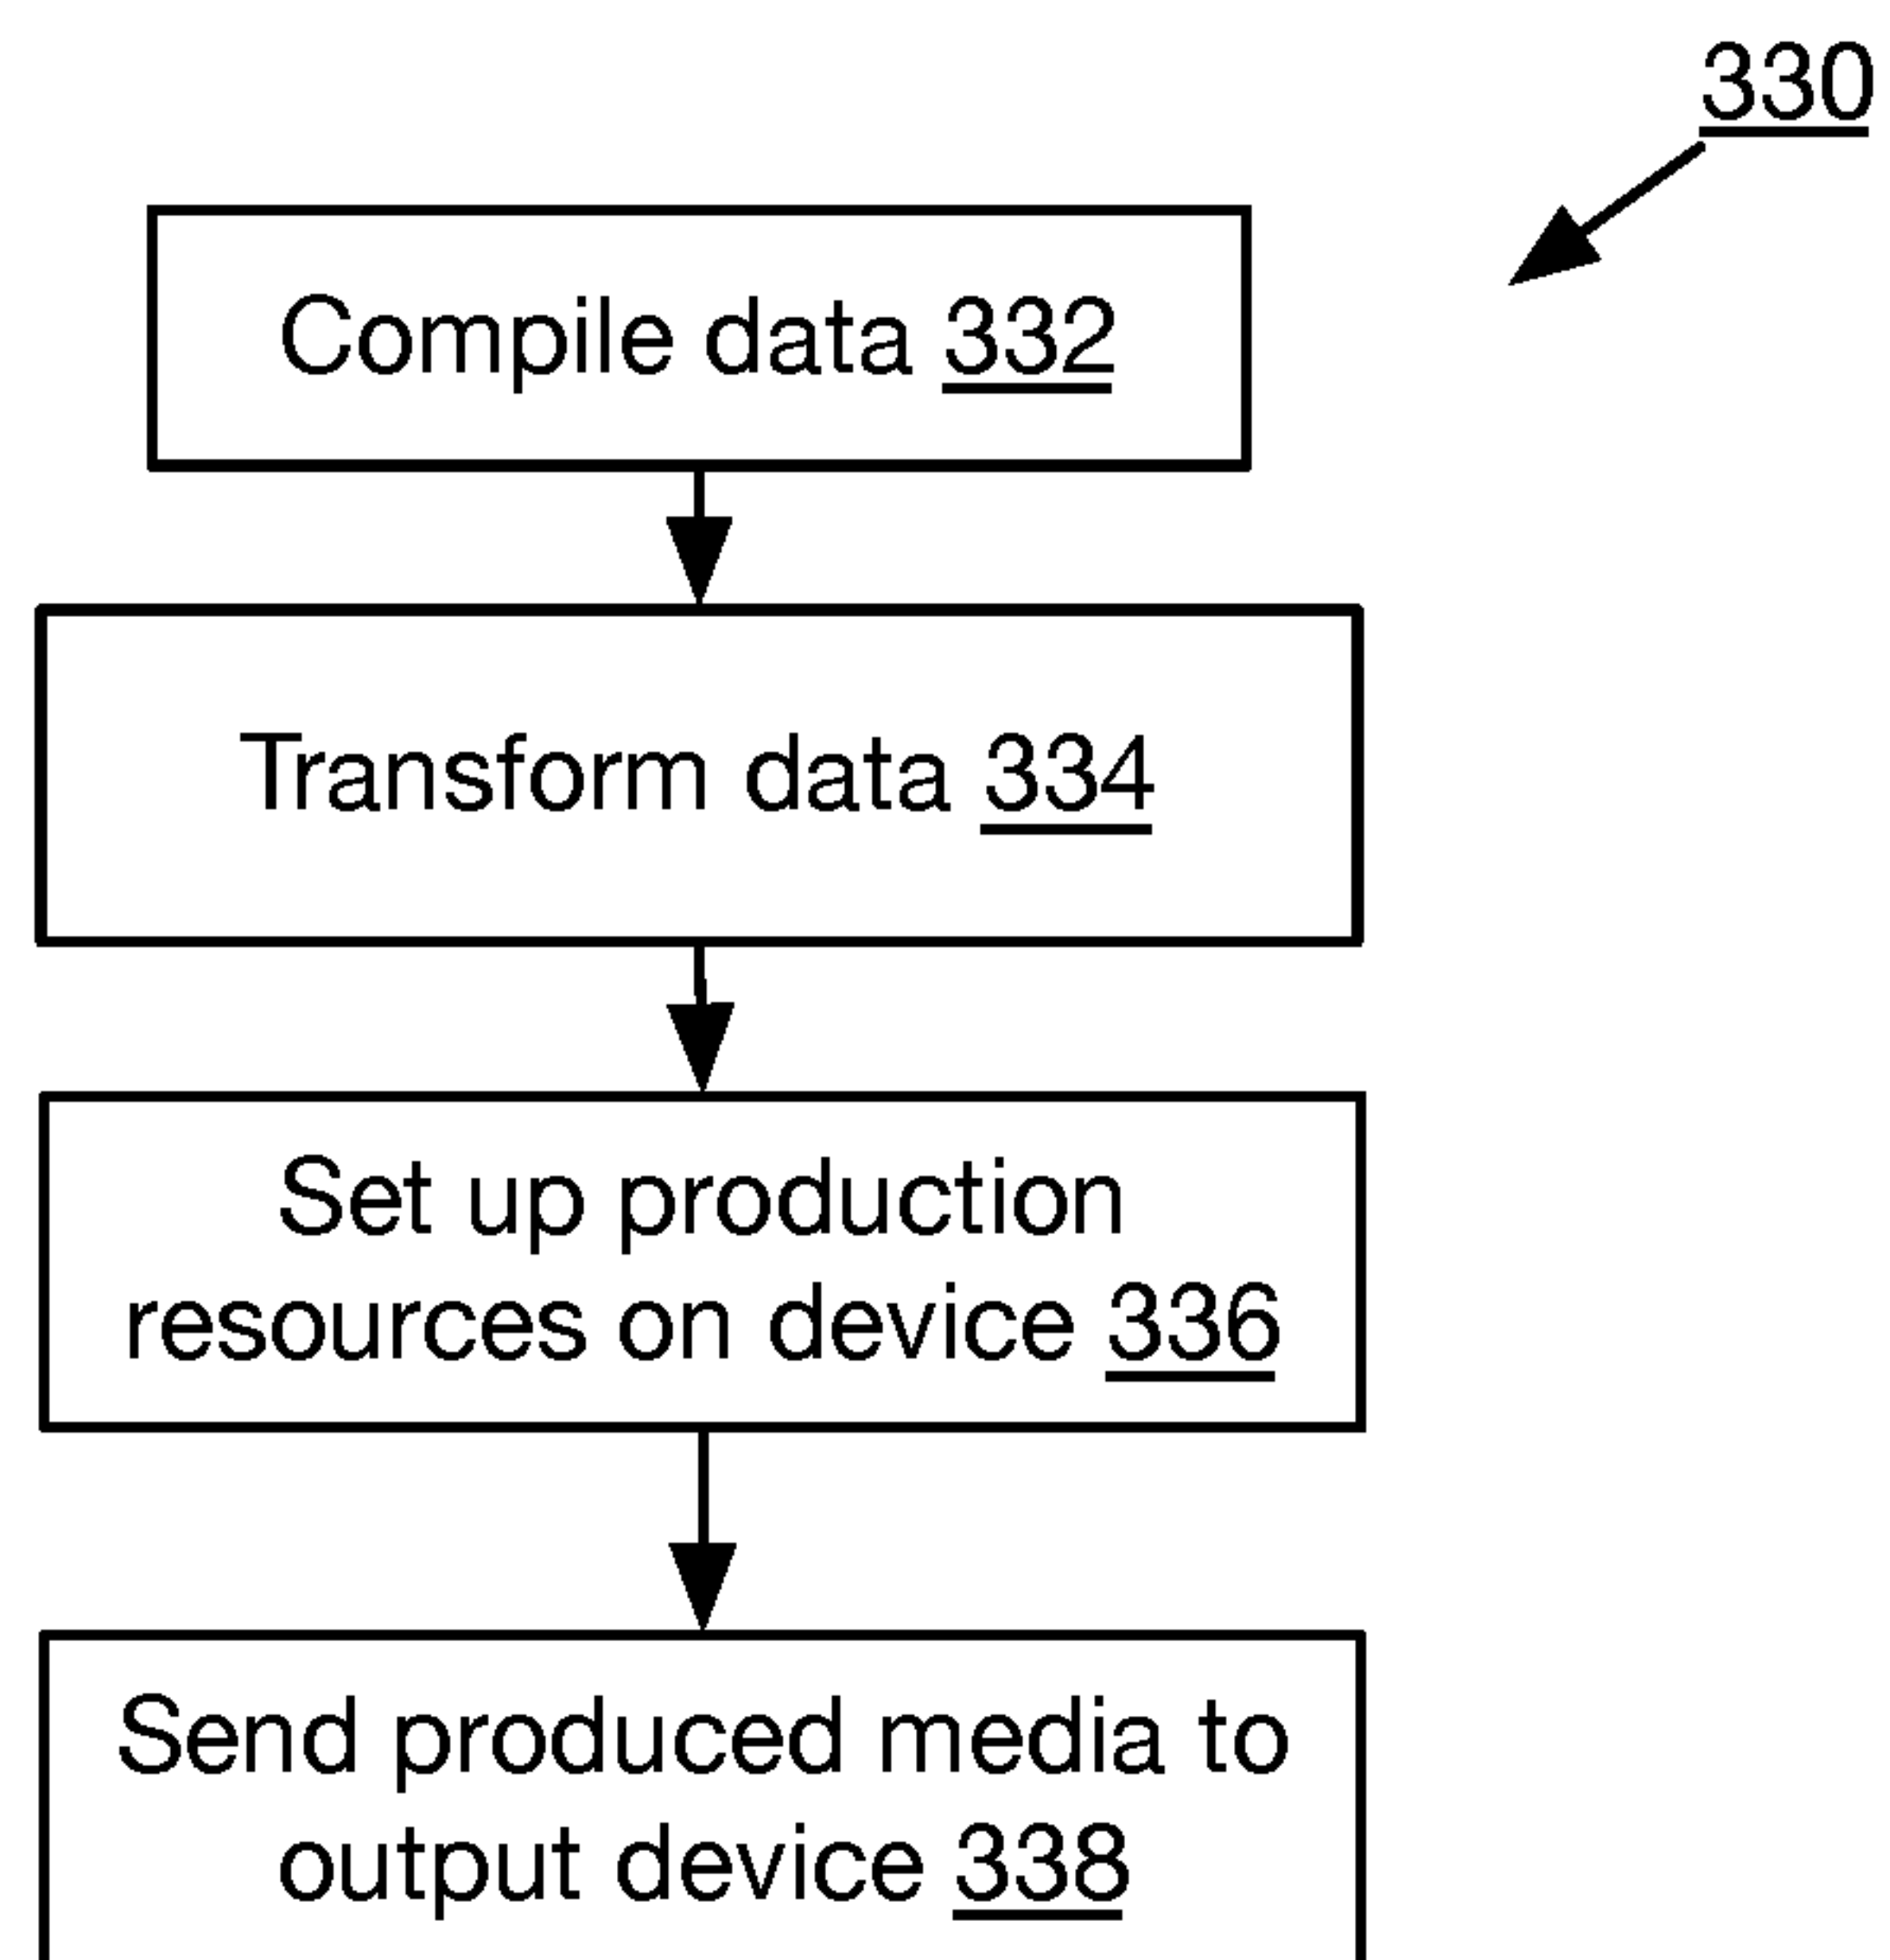 330
Compile data 332
Transform data 334
Set up production
resources on device 336
Send produced media to
output device 338